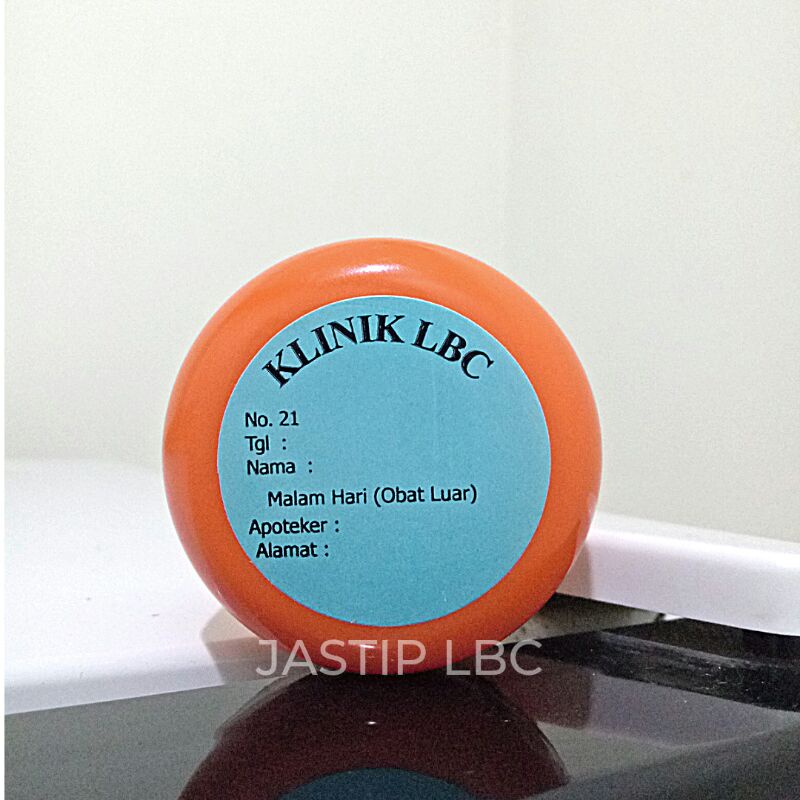 KLINIK LBC
No. 21
Tgl :
Nama :
Malam Hari (Obat Luar)
Apoteker :
Alamat :
JASTIP LBC